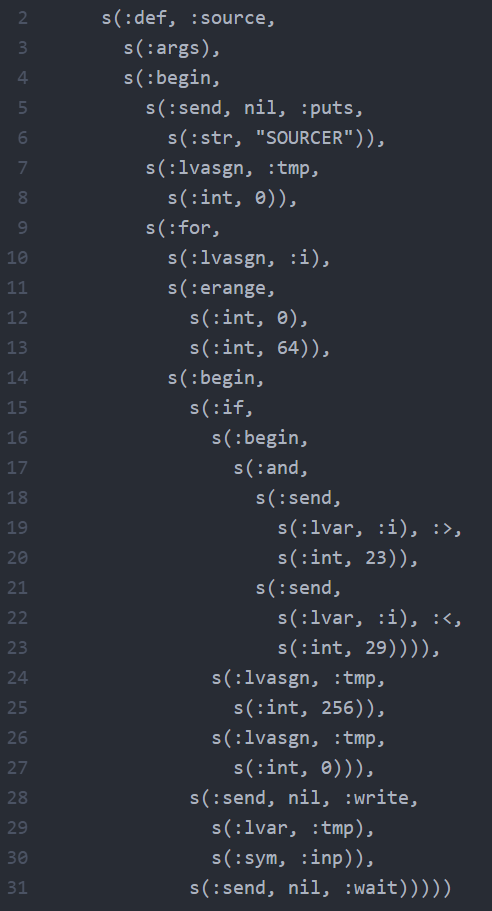 2 s(:def, :source,
3 s(:args),
4 s(:begin,
5 s(:send, nil, :puts,
6 s(:str, "SOURCER")),
7 s(:lvasgn, :tmp,
8 s(:int, 0)),
9 s(:for,
10 s(:lvasgn, :i),
11 s(:erange,
12 s(:int, 0),
13 s(:int, 64)),
14 s(:begin,
15 s(:if,
16 s(:begin,
17 s(:and,
18 s(:send,
19 s(:lvar, :i), :>,
20 s(:int, 23)),
21 s(:send,
22 s(:lvar, :i), :<,
23 s(:int, 29)))),
24 s(:lvasgn, :tmp,
25 s(:int, 256)),
26 s(:lvasgn, :tmp,
27 s(:int, 0))),
28 s(:send, nil, :write,
29 s(:lvar, :tmp),
30 s(:sym, :inp)),
31 s(:send, nil, :wait)))))